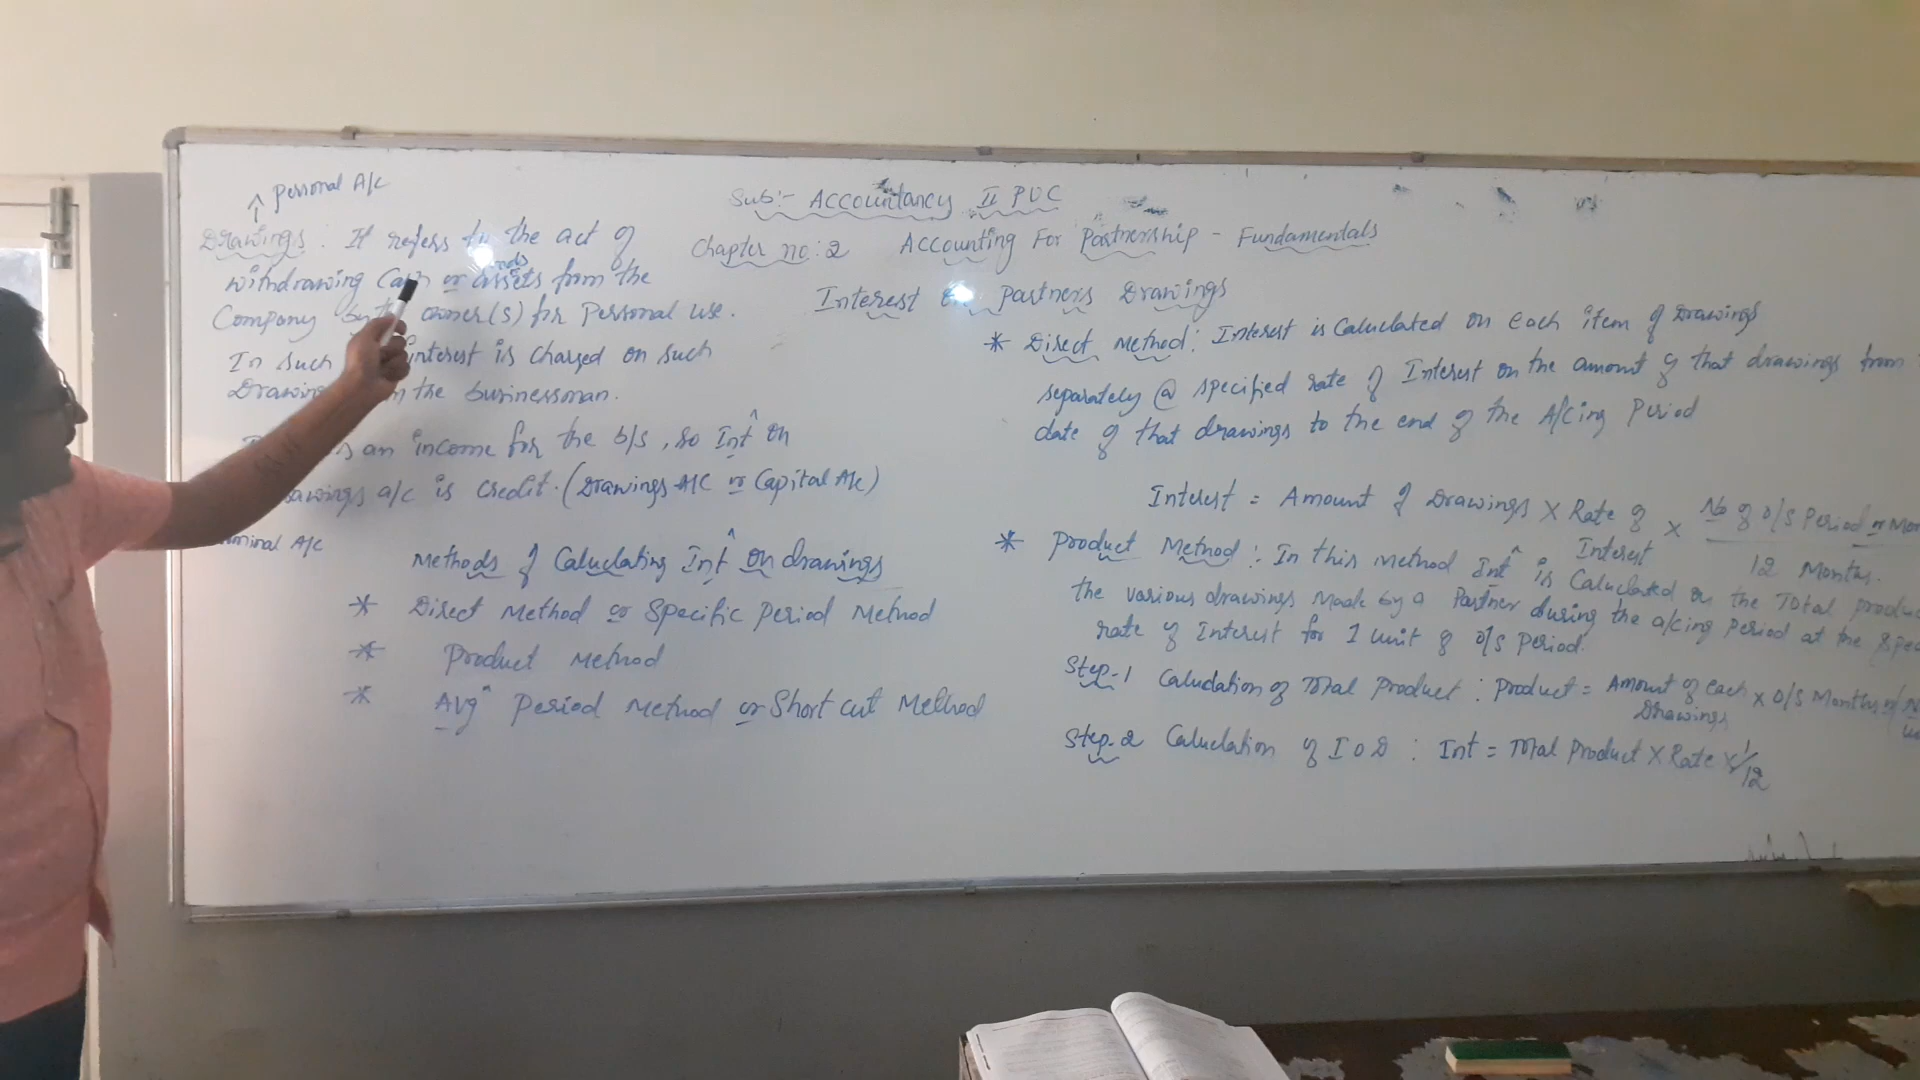 Sub:- Accountancy II PUC
Chapter no:2 Accounting For Partnership - Fundamentals
Interest on Partners Drawings
Personal A/c
Drawings: It refers to the act of
withdrawing Cash or assets from the
Company by the owner(s) for Personal use.
In such interest is charged on such
the businessman.
is an income for the b/s, so Int^ on
a/c is credit. (Drawings A/c or Capital A/c)
A/c
Methods of Caluclating Int^ on drawings
* Direct Method or Specific Period Method
* Product Method
* Avg^ Period Method or Short cut Method
* Direct Method: Interest is Caluclated on each item of Drawings
separately @ specified rate of Interest on the amount of that drawings from
date of that drawings to the end of the A/cing Period
Interest = Amount of Drawings X Rate of Interest X No of o/s Period or
12 Months.
* Product Method: In this method Int^ is Caluclated on the Total
the various drawings made by a Partner during the a/cing Period at the
rate of Interest for 1 unit of o/s Period.
Step-1 Caluclation of Total Product: Product = Amount of each Drawings X o/s Months or
Step-2 Caluclation of IOD: Int = Total Product X Rate X 1/12